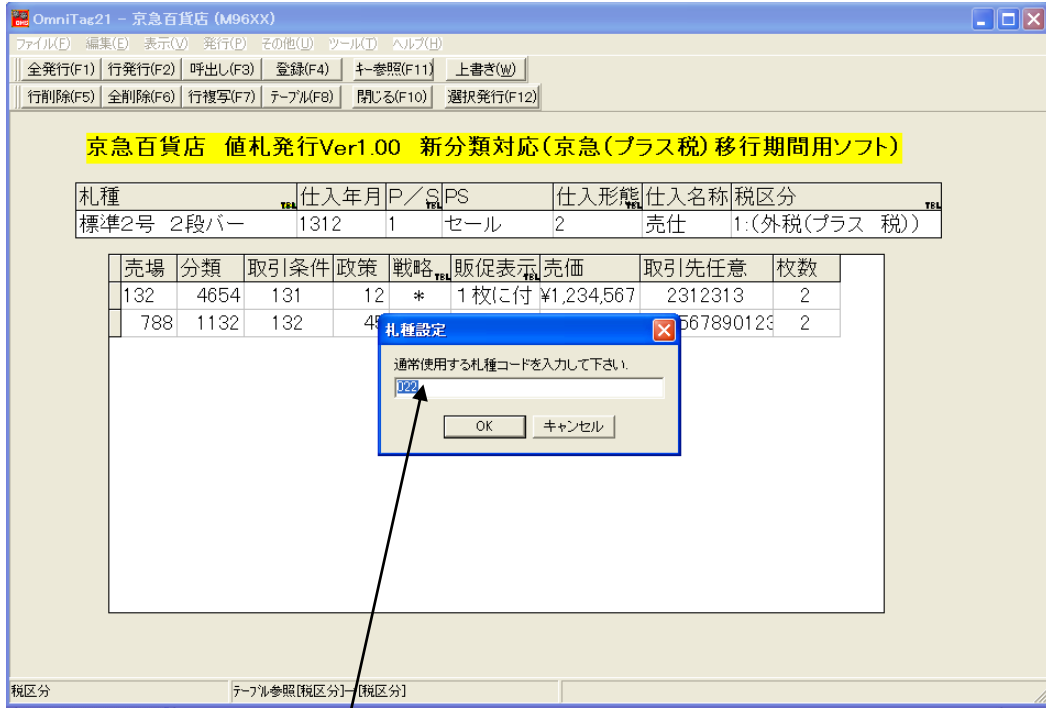 OmniTag21 - 京急百貨店 (M96XX)
ファイル(F) 編集(E) 表示(V) 発行(P) その他(U) ツール(T) ヘルプ(H)
全発行(F1) 行発行(F2) 呼出し(F3) 登録(F4) キー参照(F11) 上書き(W)
行削除(F5) 全削除(F6) 行複写(F7) テーブル(F8) 閉じる(F10) 選択発行(F12)
京急百貨店 値札発行Ver1.00 新分類対応(京急(プラス税)移行期間用ソフト)
札種 TBL 仕入年月 P/S TBL PS 仕入形態 TBL 仕入名称 税区分 TBL
標準2号 2段バー 1312 1 セール 2 売仕 1:(外税(プラス 税))
売場 分類 取引条件 政策 戦略 TBL 販促表示 TBL 売価 取引先任意 枚数
132 4654 131 12 * 1枚に付 ¥1,234,567 2312313 2
788 1132 132 567890123 2
札種設定
通常使用する札種コードを入力して下さい.
022
OK キャンセル
税区分 テーブル参照[税区分]-[税区分]